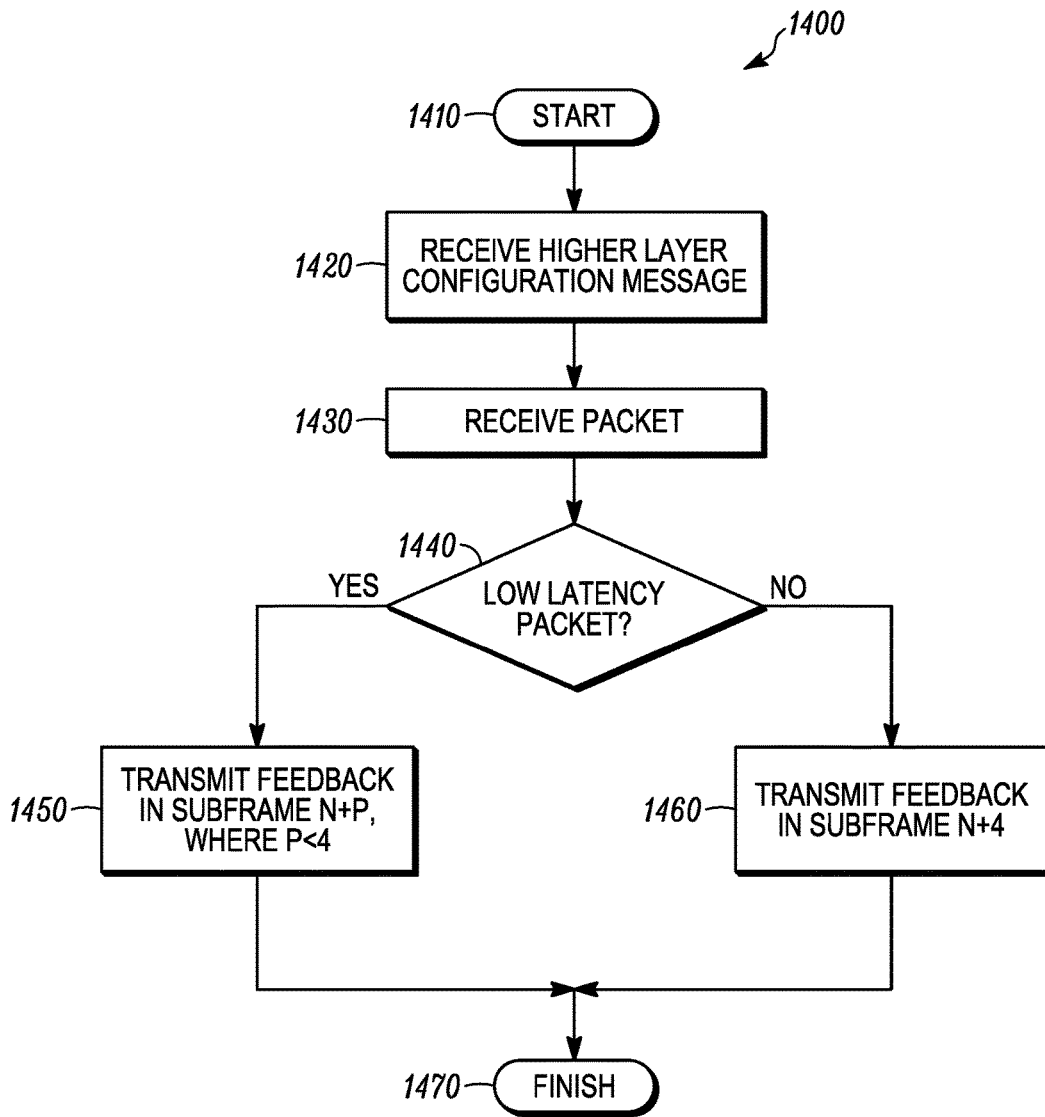 1400
1410
START
1420
RECEIVE HIGHER LAYER
CONFIGURATION MESSAGE
1430
RECEIVE PACKET
1440
YES
LOW LATENCY
PACKET?
NO
1450
TRANSMIT FEEDBACK
IN SUBFRAME N+P,
WHERE P<4
1460
TRANSMIT FEEDBACK
IN SUBFRAME N+4
1470
FINISH